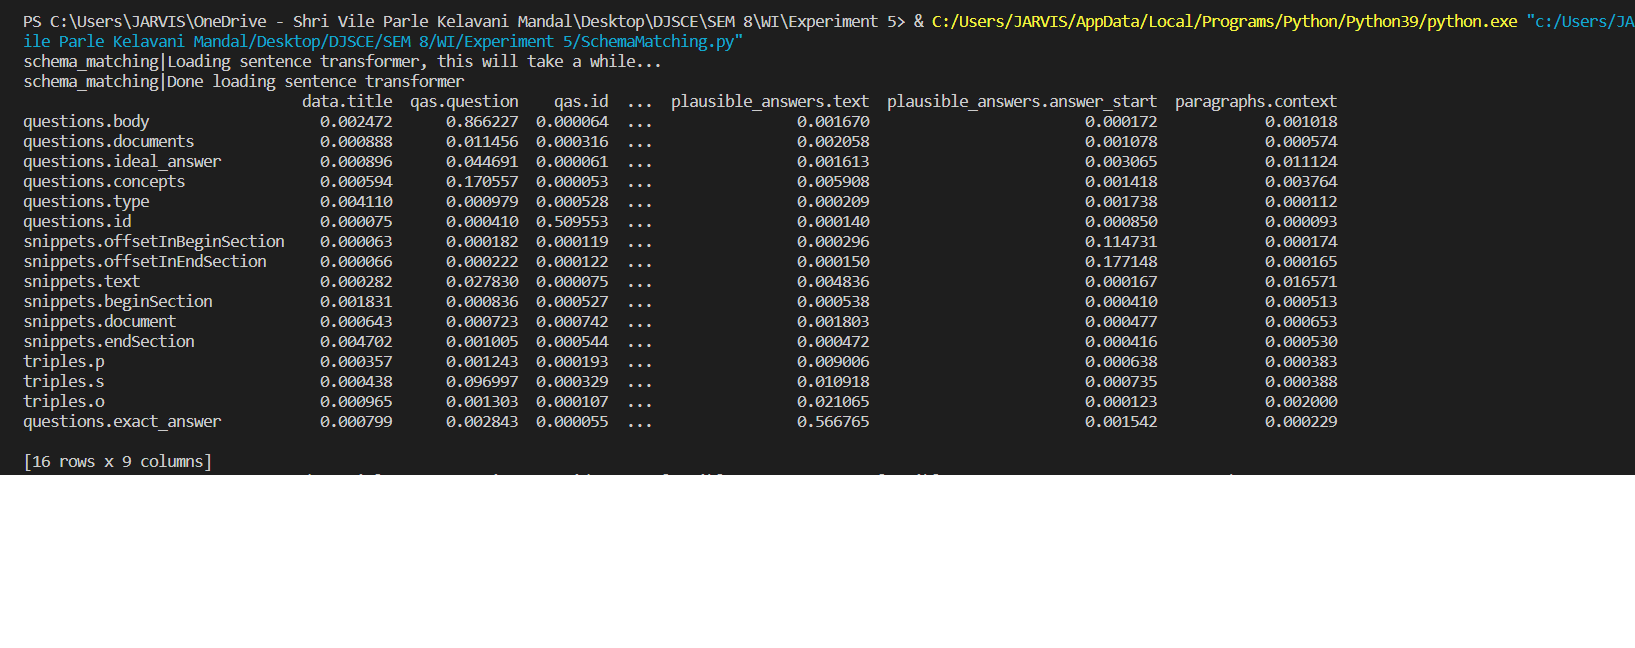 PS C:\Users\JARVIS\OneDrive - Shri Vile Parle Kelavani Mandal\Desktop\DJSCE\SEM 8\WI\Experiment 5> & C:/Users/JARVIS/AppData/Local/Programs/Python/Python39/python.exe "c:/Users/JA
ile Parle Kelavani Mandal/Desktop/DJSCE/SEM 8/WI/Experiment 5/SchemaMatching.py"
schema_matching|Loading sentence transformer, this will take a while...
schema_matching|Done loading sentence transformer
data.title qas.question qas.id ... plausible_answers.text plausible_answers.answer_start paragraphs.context
questions.body 0.002472 0.866227 0.000064 ... 0.001670 0.000172 0.001018
questions.documents 0.000888 0.011456 0.000316 ... 0.002058 0.001078 0.000574
questions.ideal_answer 0.000896 0.044691 0.000061 ... 0.001613 0.003065 0.011124
questions.concepts 0.000594 0.170557 0.000053 ... 0.005908 0.001418 0.003764
questions.type 0.004110 0.000979 0.000528 ... 0.000209 0.001738 0.000112
questions.id 0.000075 0.000410 0.509553 ... 0.000140 0.000850 0.000093
snippets.offsetInBeginSection 0.000063 0.000182 0.000119 ... 0.000296 0.114731 0.000174
snippets.offsetInEndSection 0.000066 0.000222 0.000122 ... 0.000150 0.177148 0.000165
snippets.text 0.000282 0.027830 0.000075 ... 0.004836 0.000167 0.016571
snippets.beginSection 0.001831 0.000836 0.000527 ... 0.000538 0.000410 0.000513
snippets.document 0.000643 0.000723 0.000742 ... 0.001803 0.000477 0.000653
snippets.endSection 0.004702 0.001005 0.000544 ... 0.000472 0.000416 0.000530
triples.p 0.000357 0.001243 0.000193 ... 0.009006 0.000638 0.000383
triples.s 0.000438 0.096997 0.000329 ... 0.010918 0.000735 0.000388
triples.o 0.000965 0.001303 0.000107 ... 0.021065 0.000123 0.002000
questions.exact_answer 0.000799 0.002843 0.000055 ... 0.566765 0.001542 0.000229
[16 rows x 9 columns]